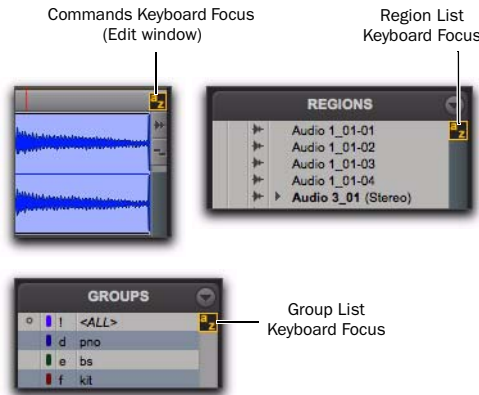 Commands Keyboard Focus
(Edit window)
Region List
Keyboard Focus
a z
REGIONS
a z
Audio 1_01-01
Audio 1_01-02
Audio 1_01-03
Audio 1_01-04
Audio 3_01 (Stereo)
GROUPS
! <ALL>
a z
d pno
e bs
f kit
Group List
Keyboard Focus